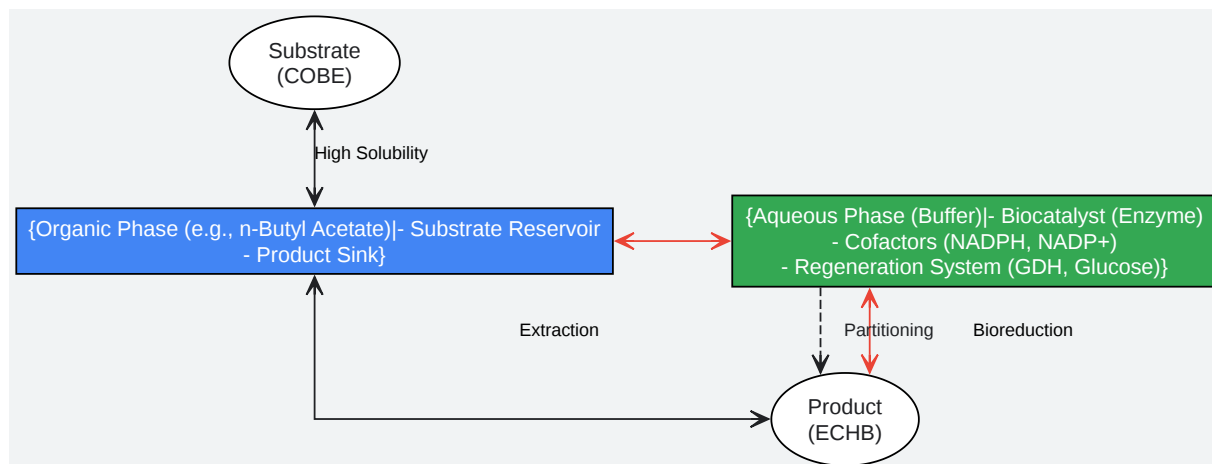 Substrate
(COBE)
High Solubility
{Organic Phase (e.g., n-Butyl Acetate)|- Substrate Reservoir
- Product Sink}
{Aqueous Phase (Buffer)|- Biocatalyst (Enzyme)
- Cofactors (NADPH, NADP+)
- Regeneration System (GDH, Glucose)}
Extraction
Partitioning
Bioreduction
Product
(ECHB)